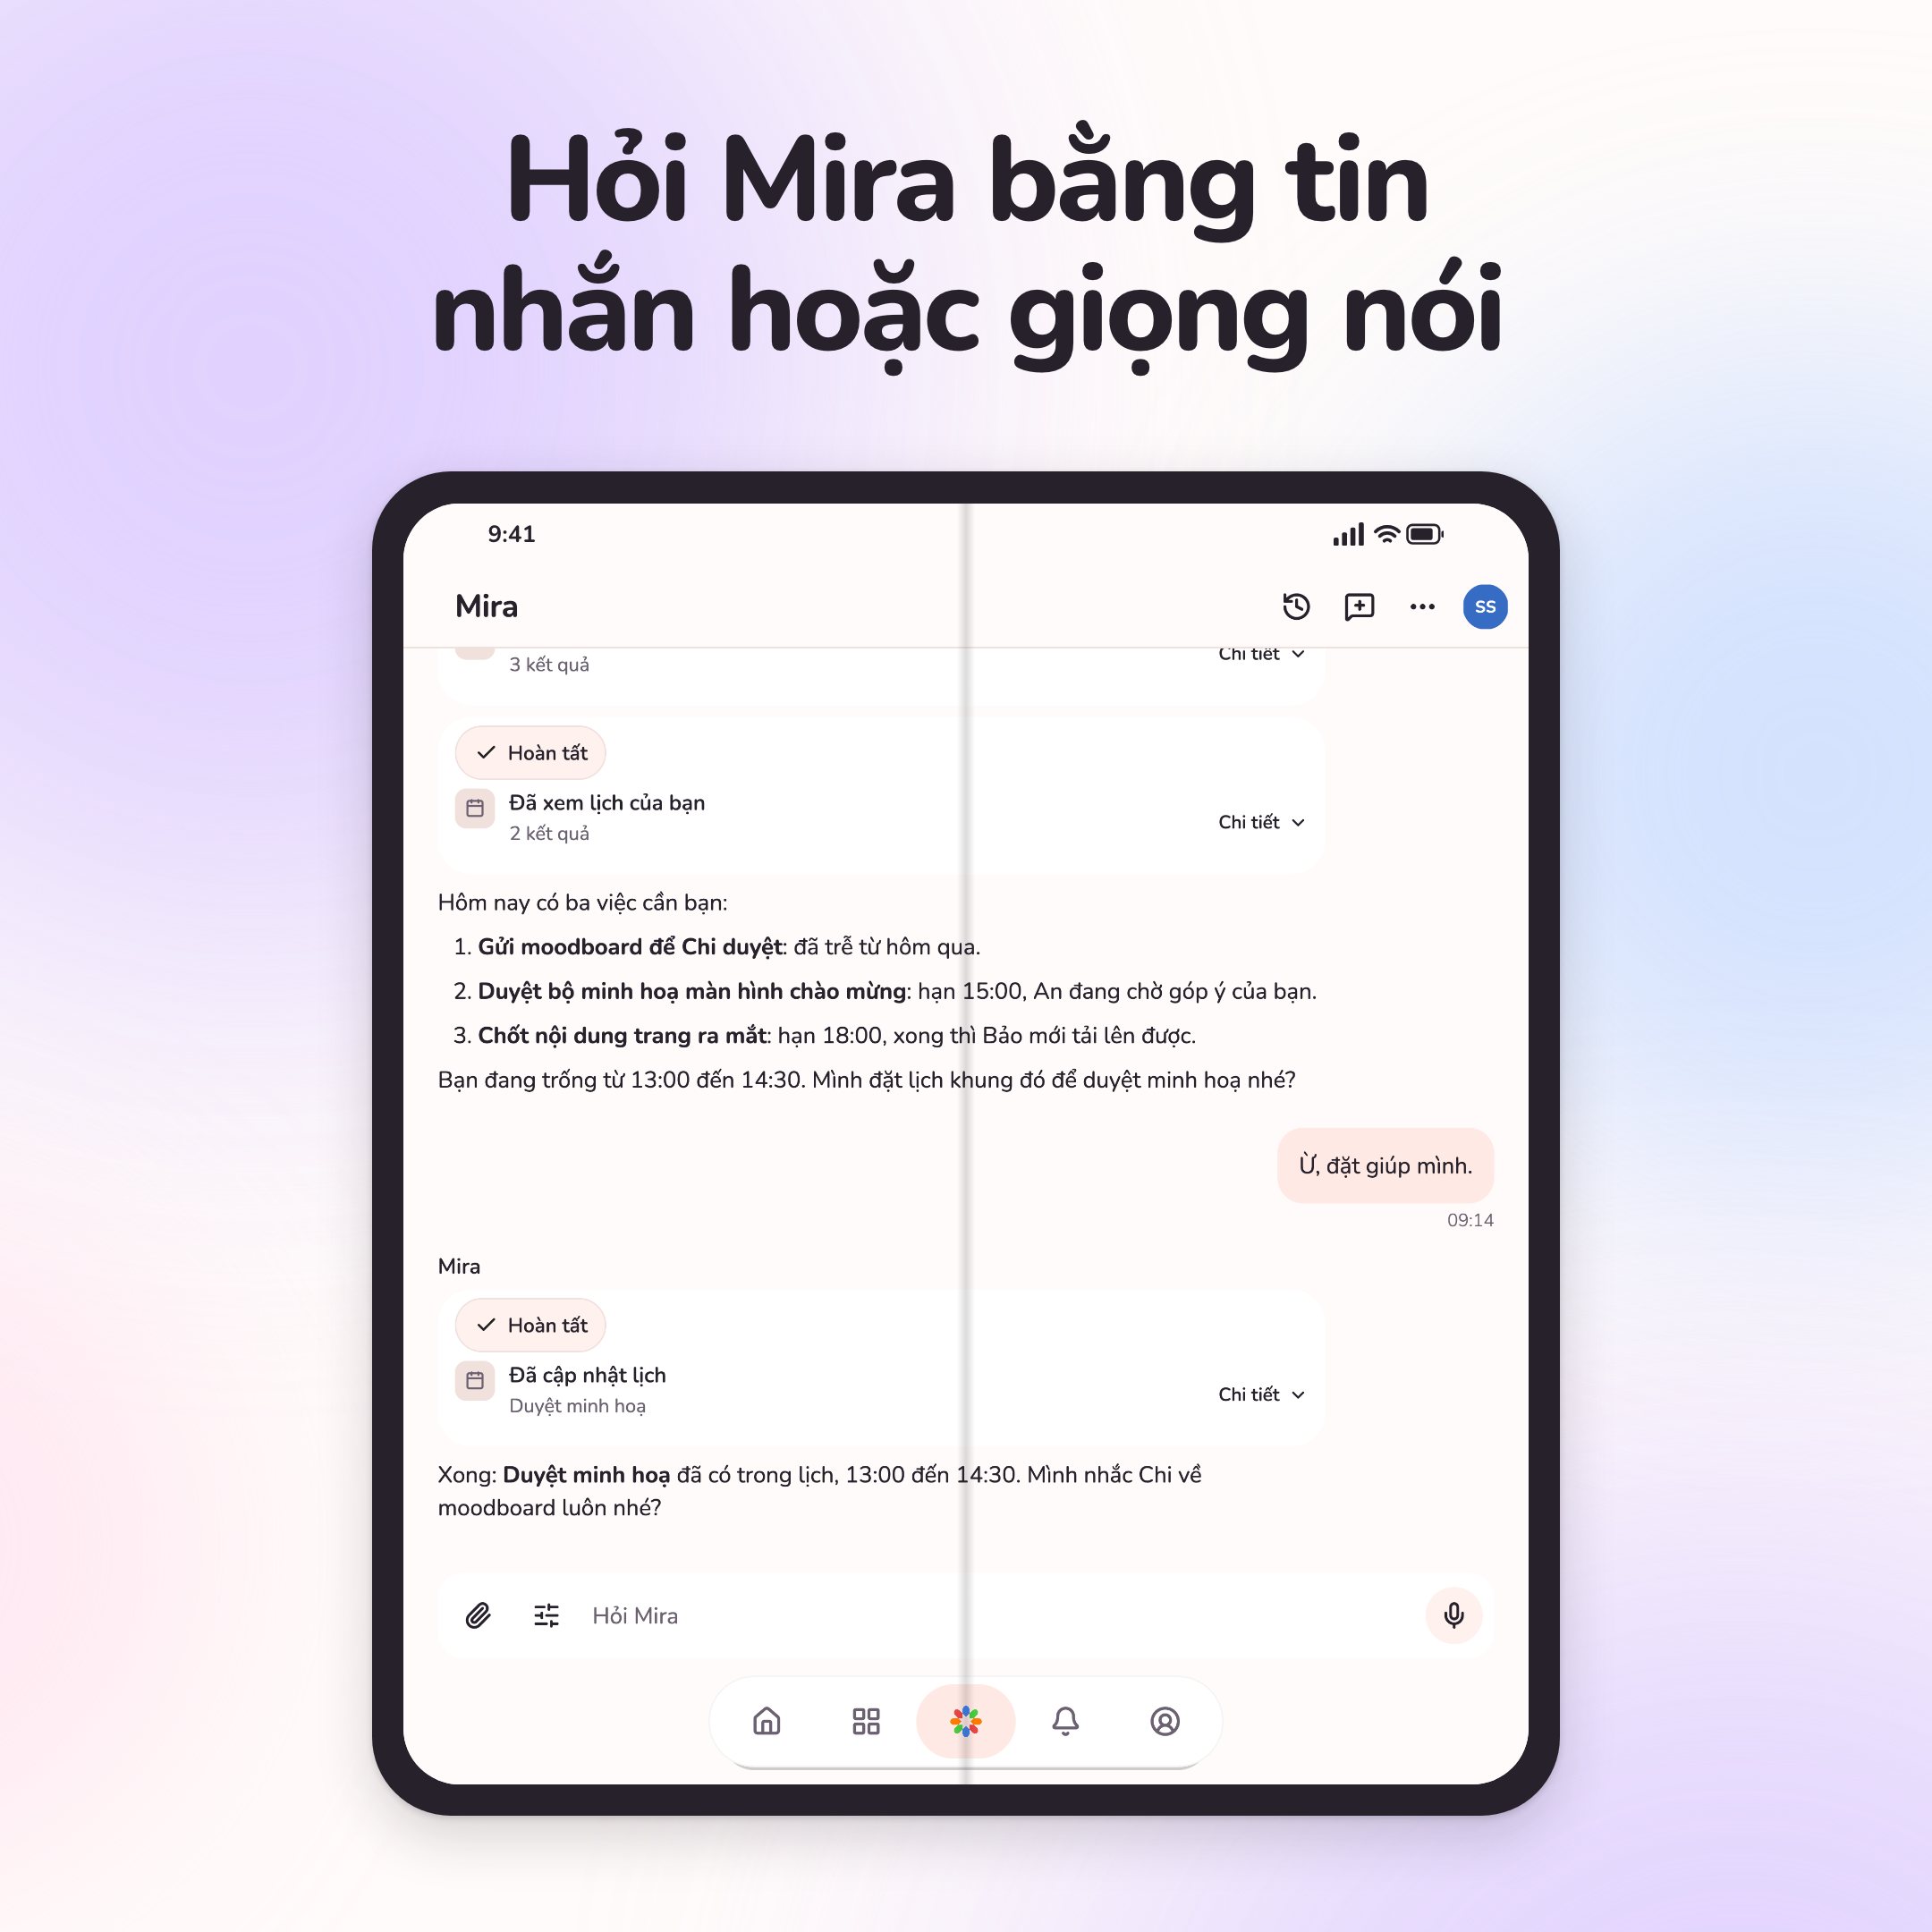 Hỏi Mira bằng tin
nhắn hoặc giọng nói
9:41
Mira
SS
3 kết quả
Chi tiết
Hoàn tất
Đã xem lịch của bạn
2 kết quả
Chi tiết
Hôm nay có ba việc cần bạn:
1. Gửi moodboard để Chi duyệt: đã trễ từ hôm qua.
2. Duyệt bộ minh hoạ màn hình chào mừng: hạn 15:00, An đang chờ góp ý của bạn.
3. Chốt nội dung trang ra mắt: hạn 18:00, xong thì Bảo mới tải lên được.
Bạn đang trống từ 13:00 đến 14:30. Mình đặt lịch khung đó để duyệt minh hoạ nhé?
Ừ, đặt giúp mình.
09:14
Mira
Hoàn tất
Đã cập nhật lịch
Duyệt minh hoạ
Chi tiết
Xong: Duyệt minh hoạ đã có trong lịch, 13:00 đến 14:30. Mình nhắc Chi về
moodboard luôn nhé?
Hỏi Mira